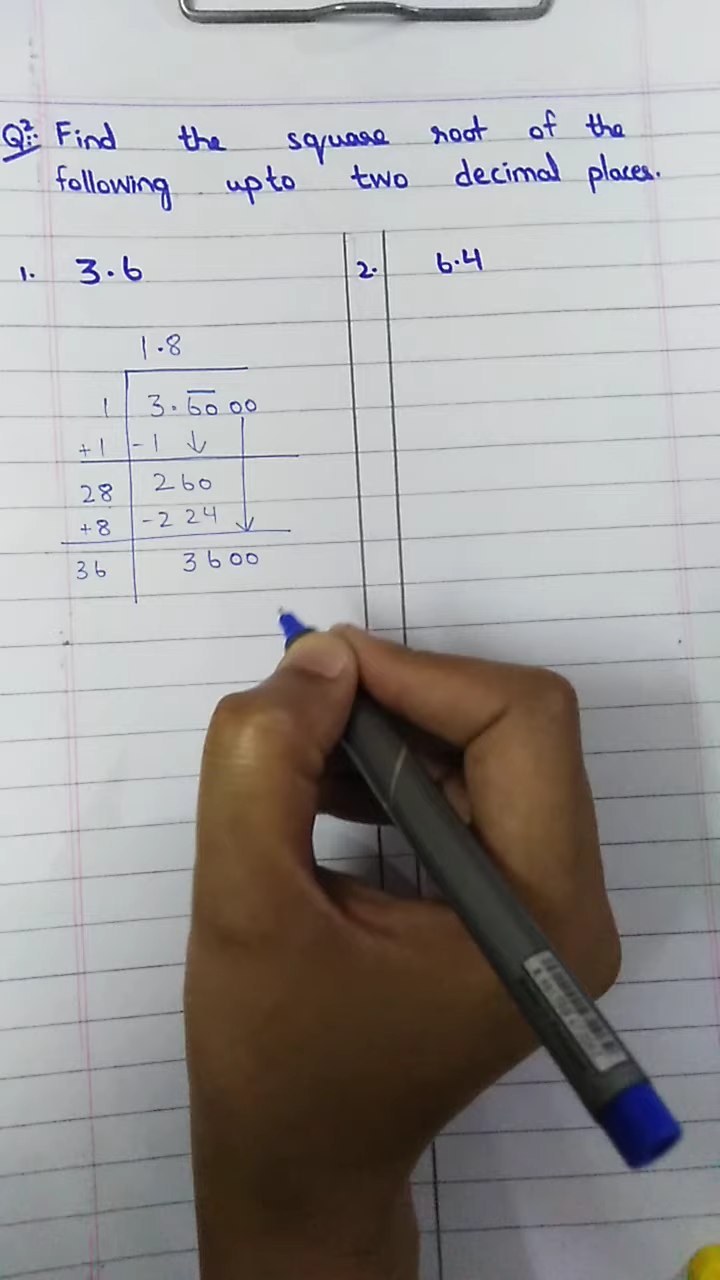 Q2: Find the square root of the
following upto two decimal places.
1. 3.6
1.8
1 3.60 00
+1 -1
28 260
+8 -224
36 3600
2. 6.4